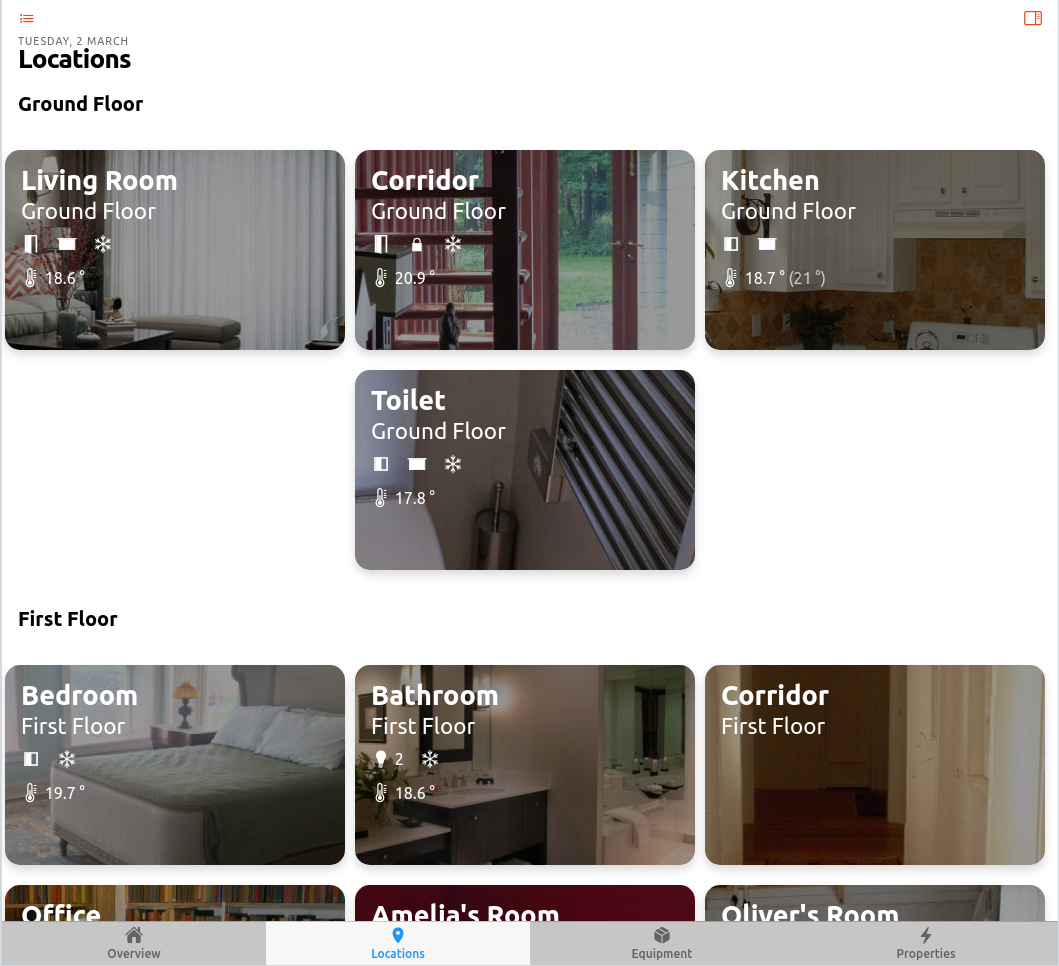 TUESDAY, 2 MARCH
Locations
Ground Floor
Living Room
Ground Floor
18.6 °
Corridor
Ground Floor
20.9 °
Kitchen
Ground Floor
18.7 ° (21 °)
Toilet
Ground Floor
17.8 °
First Floor
Bedroom
First Floor
19.7 °
Bathroom
First Floor
2
18.6 °
Corridor
First Floor
Office
Amelia's Room
Oliver's Room
Overview
Locations
Equipment
Properties